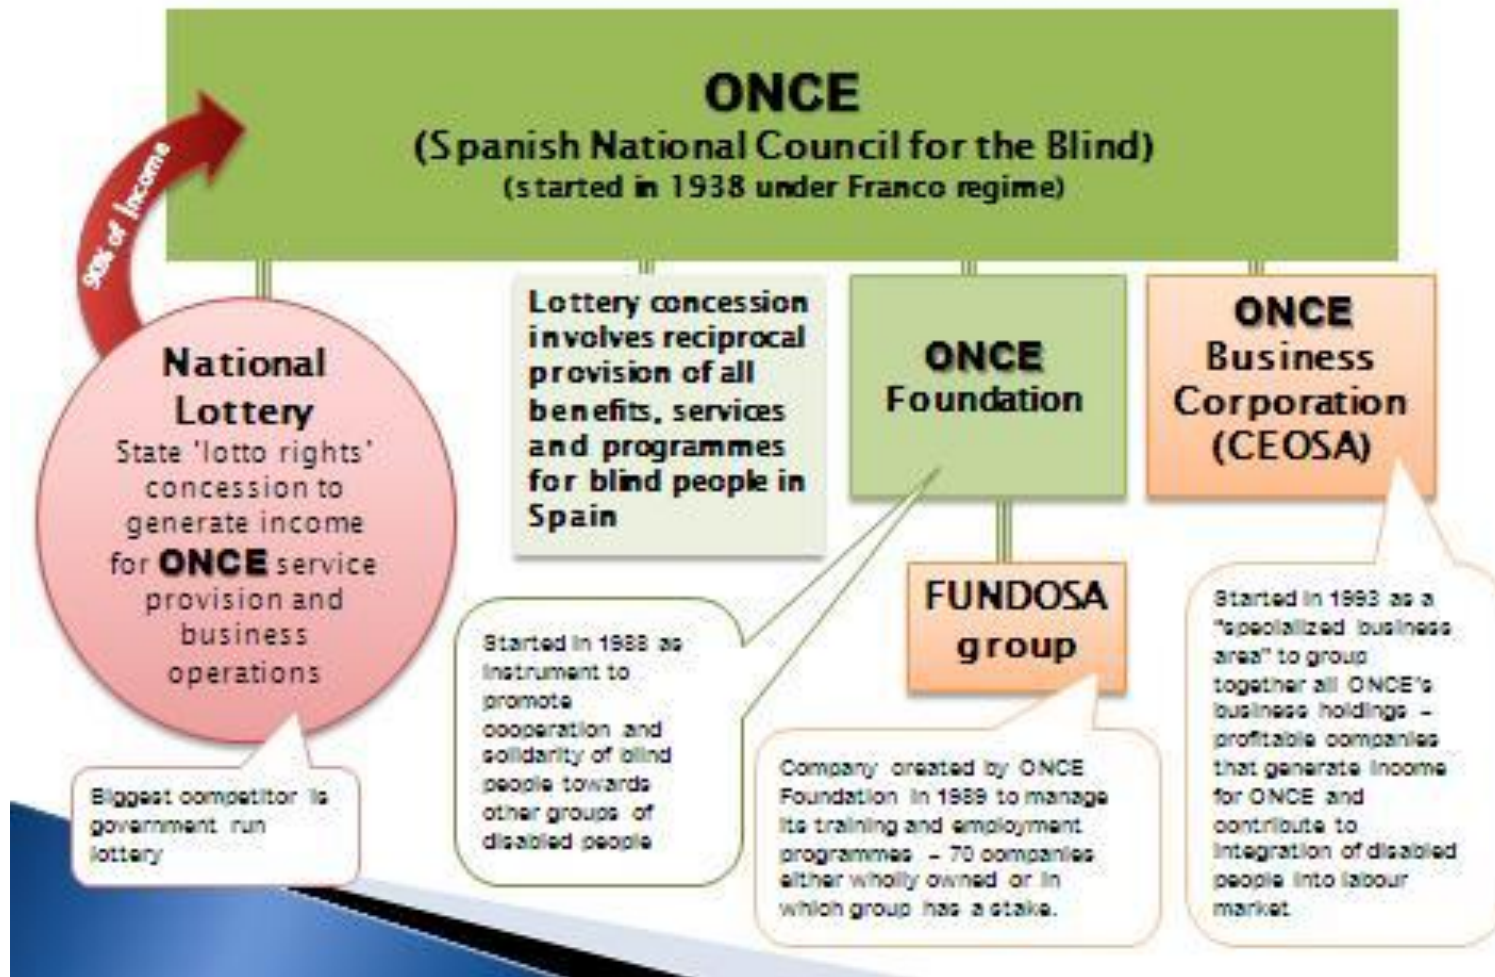 ONCE
(Spanish National Council for the Blind)
(started in 1938 under Franco regime)
90% of Income
National
Lottery
State 'lotto rights'
concession to
generate income
for ONCE service
provision and
business
operations
Biggest competitor is
government run
lottery
Lottery concession
involves reciprocal
provision of all
benefits, services
and programmes
for blind people in
Spain
ONCE
Foundation
Started in 1988 as
instrument to
promote
cooperation and
solidarity of blind
people towards
other groups of
disabled people
FUNDOSA
group
Company created by ONCE
Foundation in 1989 to manage
its training and employment
programmes – 70 companies
either wholly owned or in
which group has a stake.
ONCE
Business
Corporation
(CEOSA)
Started in 1993 as a
"specialized business
area" to group
together all ONCE's
business holdings –
profitable companies
that generate income
for ONCE and
contribute to
integration of disabled
people into labour
market